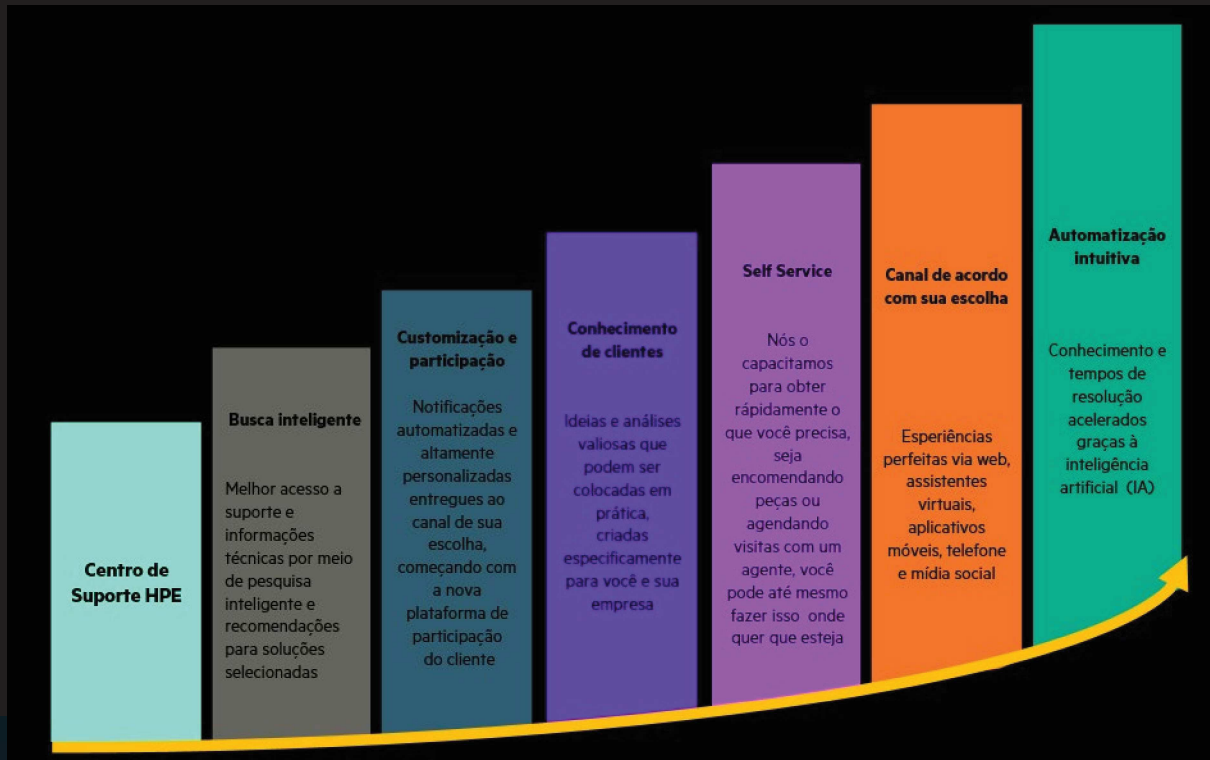 Centro de
Suporte HPE
Busca inteligente
Melhor acesso a
suporte e
informações
técnicas por meio
de pesquisa
inteligente e
recomendações
para soluções
selecionadas
Customização e
participação
Notificações
automatizadas e
altamente
personalizadas
entregues ao
canal de sua
escolha,
começando com
a nova
plataforma de
participação
do cliente
Conhecimento
de clientes
Ideias e análises
valiosas que
podem ser
colocadas em
prática,
criadas
especificamente
para você e sua
empresa
Self Service
Nós o
capacitamos
para obter
rápidamente o
que você precisa,
seja
encomendando
peças ou
agendando
visitas com um
agente, você
pode até mesmo
fazer isso onde
quer que esteja
Canal de acordo
com sua escolha
Esperiências
perfeitas via web,
assistentes
virtuais,
aplicativos
móveis, telefone
e mídia social
Automatização
intuitiva
Conhecimento e
tempos de
resolução
acelerados
graças à
inteligência
artificial (IA)